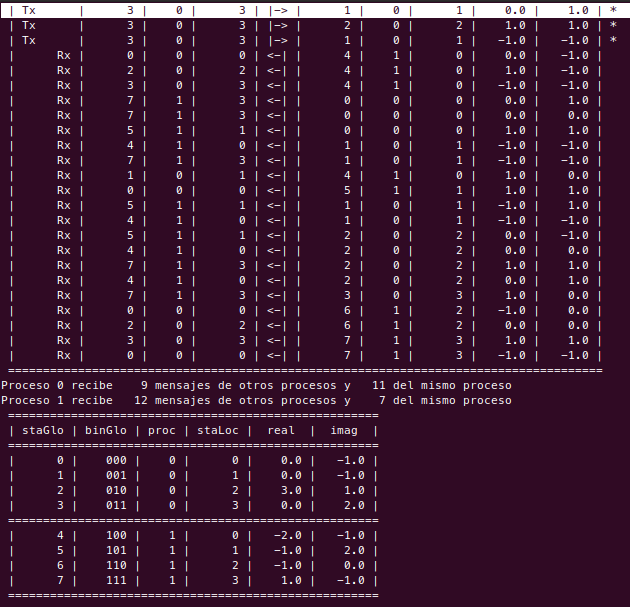 | Tx     |      3 |    0 |      3 | |->  |      1 |    0 |      1 |   0.0 |    1.0 | *
| Tx     |      3 |    0 |      3 | |->  |      2 |    0 |      2 |   1.0 |    1.0 | *
| Tx     |      3 |    0 |      3 | |->  |      1 |    0 |      1 |  -1.0 |   -1.0 | *
|      Rx |      0 |    0 |      0 | <-| |      4 |    1 |      0 |   0.0 |   -1.0 |
|      Rx |      2 |    0 |      2 | <-| |      4 |    1 |      0 |   1.0 |   -1.0 |
|      Rx |      3 |    0 |      3 | <-| |      4 |    1 |      0 |  -1.0 |   -1.0 |
|      Rx |      7 |    1 |      3 | <-| |      0 |    0 |      0 |   0.0 |    1.0 |
|      Rx |      7 |    1 |      3 | <-| |      0 |    0 |      0 |   0.0 |    1.0 |
|      Rx |      5 |    1 |      1 | <-| |      0 |    0 |      0 |   1.0 |    1.0 |
|      Rx |      4 |    1 |      0 | <-| |      1 |    0 |      1 |  -1.0 |   -1.0 |
|      Rx |      7 |    1 |      3 | <-| |      1 |    0 |      1 |   0.0 |   -1.0 |
|      Rx |      1 |    0 |      1 | <-| |      4 |    1 |      0 |   1.0 |    0.0 |
|      Rx |      0 |    0 |      0 | <-| |      5 |    1 |      1 |   1.0 |    1.0 |
|      Rx |      5 |    1 |      1 | <-| |      1 |    0 |      1 |  -1.0 |    0.0 |
|      Rx |      4 |    1 |      0 | <-| |      1 |    0 |      1 |  -1.0 |   -1.0 |
|      Rx |      5 |    1 |      1 | <-| |      2 |    0 |      2 |   0.0 |   -1.0 |
|      Rx |      4 |    1 |      0 | <-| |      2 |    0 |      2 |  -1.0 |    0.0 |
|      Rx |      7 |    1 |      3 | <-| |      2 |    0 |      2 |   1.0 |    1.0 |
|      Rx |      4 |    1 |      0 | <-| |      2 |    0 |      2 |   1.0 |    0.0 |
|      Rx |      7 |    1 |      3 | <-| |      3 |    0 |      3 |   1.0 |    0.0 |
|      Rx |      0 |    0 |      0 | <-| |      6 |    1 |      2 |  -1.0 |    0.0 |
|      Rx |      2 |    0 |      2 | <-| |      6 |    1 |      2 |   0.0 |    0.0 |
|      Rx |      3 |    0 |      3 | <-| |      7 |    1 |      3 |   1.0 |    1.0 |
|      Rx |      0 |    0 |      0 | <-| |      7 |    1 |      3 |  -1.0 |   -1.0 |
=====================================================================================
Proceso 0 recibe    9 mensajes de otros procesos y   11 del mismo proceso
Proceso 1 recibe   12 mensajes de otros procesos y    7 del mismo proceso
=====================================================
| staGlo | binGlo | proc | staLoc |   real  |  imag  |
=====================================================
|      0 |    000 |    0 |      0 |    0.0 |   -1.0 |
|      1 |    001 |    0 |      1 |    0.0 |   -1.0 |
|      2 |    010 |    0 |      2 |    3.0 |    1.0 |
|      3 |    011 |    0 |      3 |    0.0 |    2.0 |
=====================================================
|      4 |    100 |    1 |      0 |   -2.0 |   -1.0 |
|      5 |    101 |    1 |      1 |   -1.0 |    2.0 |
|      6 |    110 |    1 |      2 |   -1.0 |    0.0 |
|      7 |    111 |    1 |      3 |    1.0 |   -1.0 |
=====================================================